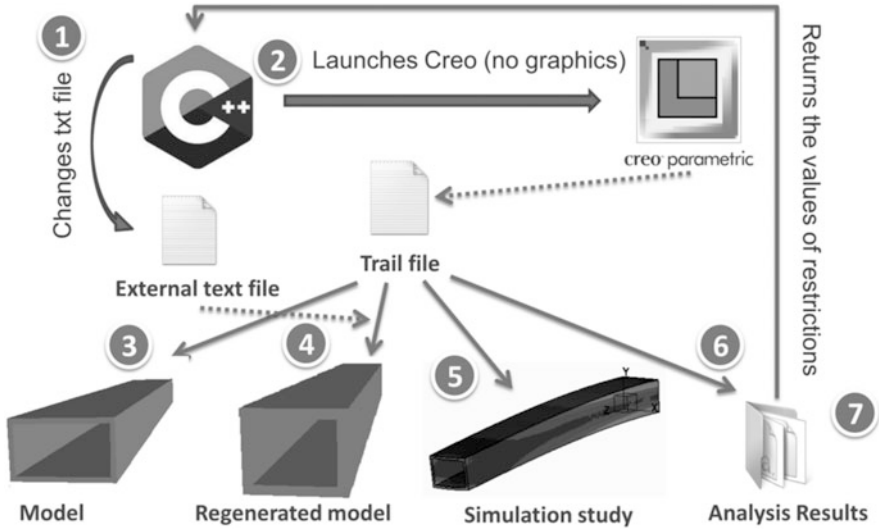 1
2
Launches Creo (no graphics)
Changes txt file
C++
creo parametric
Returns the values of restrictions
External text file
Trail file
3
4
5
6
7
Y
Z
X
Model
Regenerated model
Simulation study
Analysis Results